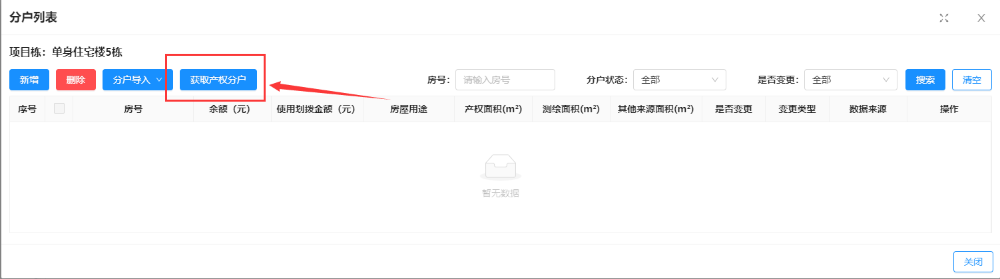 分户列表
项目栋：单身住宅楼5栋
新增 删除 分户导入 获取产权分户 房号： 请输入房号 分户状态： 全部 是否变更： 全部 搜索 清空
序号 房号 余额（元） 使用划拨金额（元） 房屋用途 产权面积(m²) 测绘面积(m²) 其他来源面积(m²) 是否变更 变更类型 数据来源 操作
暂无数据
关闭